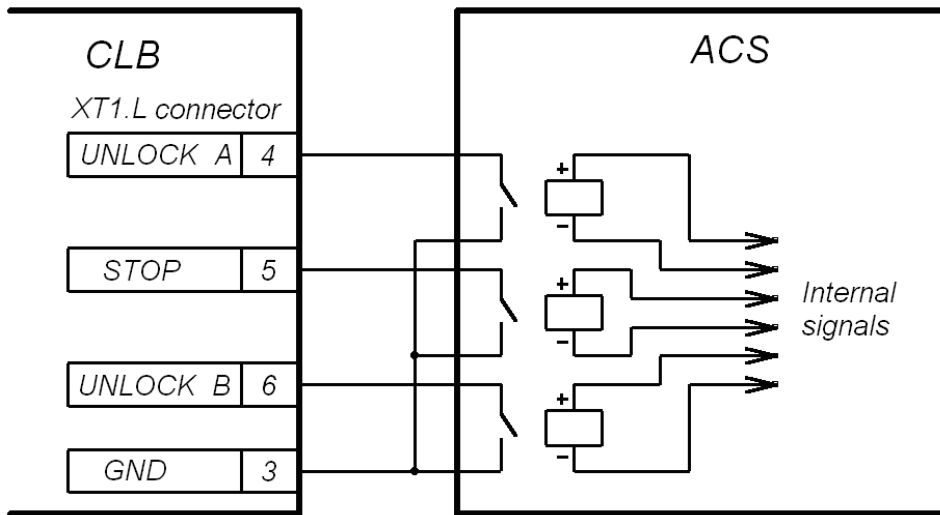 CLB
ACS
XT1.L connector
UNLOCK A 4
+
−
STOP 5
+
−
Internal
signals
UNLOCK B 6
+
−
GND 3